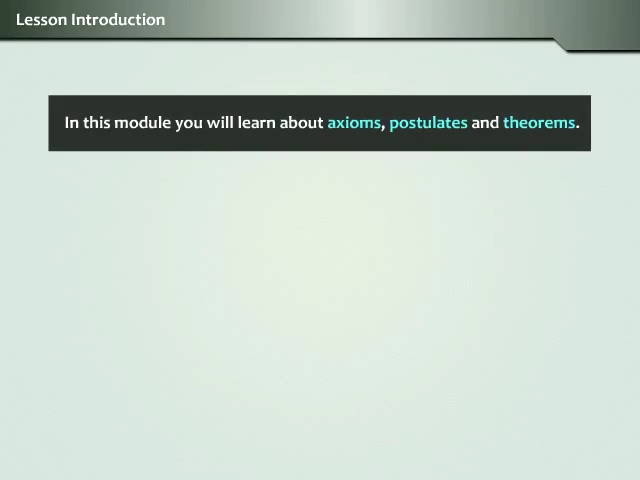 Lesson Introduction
In this module you will learn about axioms, postulates and theorems.